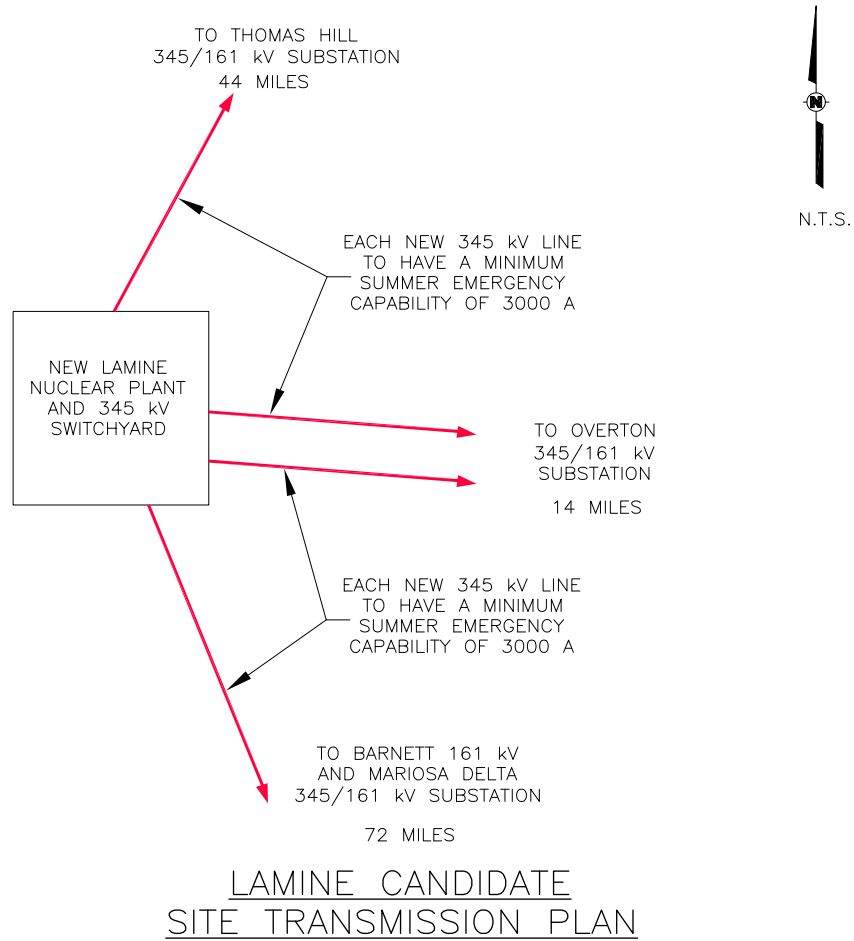 TO THOMAS HILL
345/161 kV SUBSTATION
44 MILES
N
N.T.S.
EACH NEW 345 kV LINE
TO HAVE A MINIMUM
SUMMER EMERGENCY
CAPABILITY OF 3000 A
NEW LAMINE
NUCLEAR PLANT
AND 345 kV
SWITCHYARD
TO OVERTON
345/161 kV
SUBSTATION
14 MILES
EACH NEW 345 kV LINE
TO HAVE A MINIMUM
SUMMER EMERGENCY
CAPABILITY OF 3000 A
TO BARNETT 161 kV
AND MARIOSA DELTA
345/161 kV SUBSTATION
72 MILES
LAMINE CANDIDATE
SITE TRANSMISSION PLAN